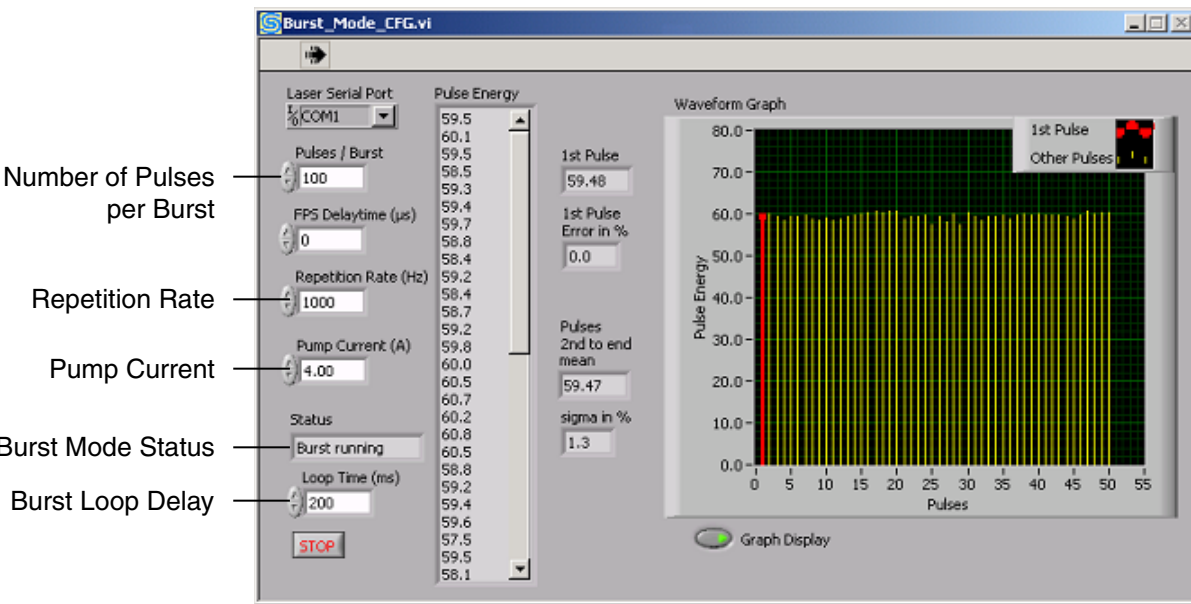 Burst_Mode_CFG.vi
Number of Pulses
per Burst
Repetition Rate
Pump Current
Burst Mode Status
Burst Loop Delay
Laser Serial Port
I/O COM1
Pulses / Burst
100
FPS Delaytime (µs)
0
Repetition Rate (Hz)
1000
Pump Current (A)
4.00
Status
Burst running
Loop Time (ms)
200
STOP
Pulse Energy
59.5
60.1
59.5
58.5
59.3
59.4
59.7
58.8
58.4
59.2
58.4
58.7
59.2
59.8
60.0
60.5
60.7
60.2
60.8
60.5
58.8
59.2
59.4
59.6
57.5
59.5
58.1
1st Pulse
59.48
1st Pulse
Error in %
0.0
Pulses
2nd to end
mean
59.47
sigma in %
1.3
Waveform Graph
1st Pulse
Other Pulses
Pulse Energy
80.0
70.0
60.0
50.0
40.0
30.0
20.0
10.0
0.0
0 5 10 15 20 25 30 35 40 45 50 55
Pulses
Graph Display